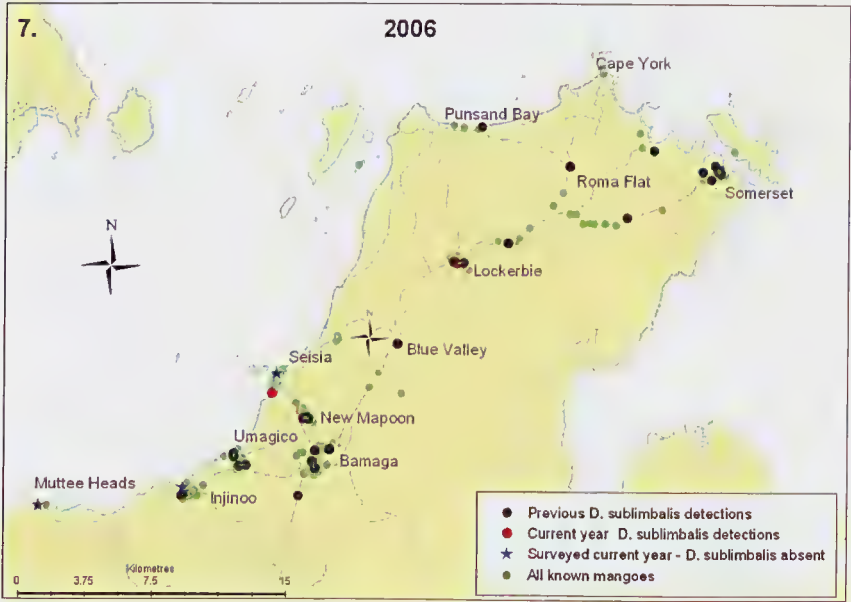 7.
2006
Cape York
Punsand Bay
Roma Flat
Somerset
N
Lockerbie
N
Blue Valley
Seisia
New Mapoon
Umagico
Bamaga
Muttee Heads
Injinoo
Previous D. sublimbalis detections
Current year D. sublimbalis detections
Surveyed current year - D. sublimbalis absent
All known mangoes
Kilometres
0 3.75 7.5 15